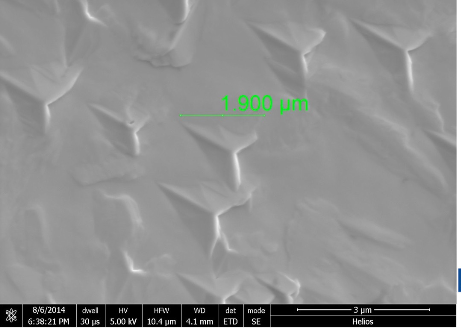 1.900 µm
8/6/2014 dwell HV HFW WD det mode 3 µm
6:38:21 PM 30 µs 5.00 kV 10.4 µm 4.1 mm ETD SE Helios